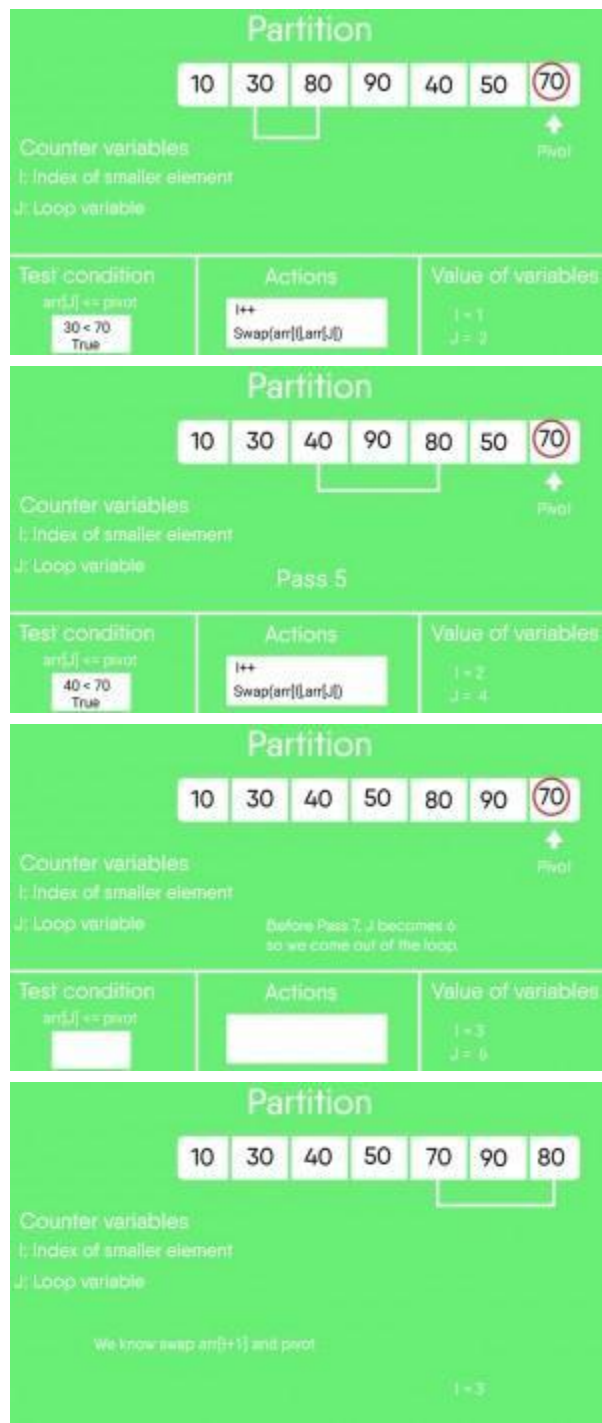 Partition
10 30 80 90 40 50 70
Pivot
Counter variables
I: Index of smaller element
J: Loop variable
Test condition
arr[J] <= pivot
30 < 70
True
Actions
I++
Swap(arr[I],arr[J])
Value of variables
I = 1
J = 2
Partition
10 30 40 90 80 50 70
Pivot
Counter variables
I: Index of smaller element
J: Loop variable
Pass 5
Test condition
arr[J] <= pivot
40 < 70
True
Actions
I++
Swap(arr[I],arr[J])
Value of variables
I = 2
J = 4
Partition
10 30 40 50 80 90 70
Pivot
Counter variables
I: Index of smaller element
J: Loop variable
Before Pass 7, J becomes 6
so we come out of the loop.
Test condition
arr[J] <= pivot
Actions
Value of variables
I = 3
J = 6
Partition
10 30 40 50 70 90 80
Counter variables
I: Index of smaller element
J: Loop variable
We know swap arr[I+1] and pivot
I = 3